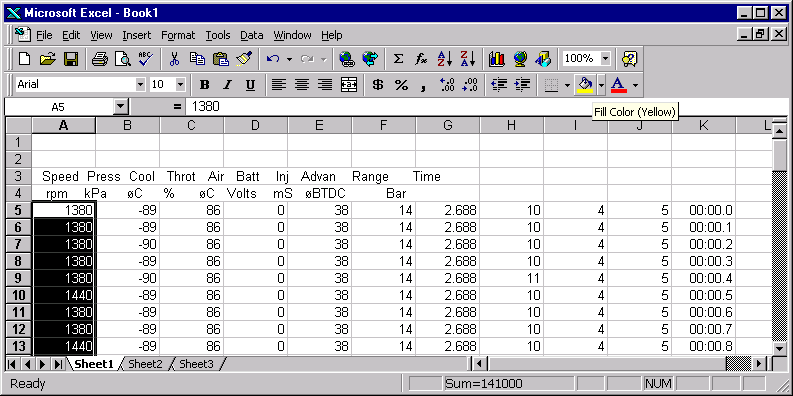 Microsoft Excel - Book1
File Edit View Insert Format Tools Data Window Help
ABC Σ fx A Z Z A 100% ?
Arial 10 B I U $ % , .00 .00 A
A5 = 1380
Fill Color (Yellow)
A B C D E F G H I J K L
1
2
3 Speed Press Cool Throt Air Batt Inj Advan Range Time
4 rpm kPa øC % øC Volts mS øBTDC Bar
5 1380 -89 86 0 38 14 2.688 10 4 5 00:00.0
6 1380 -89 86 0 38 14 2.688 10 4 5 00:00.1
7 1380 -90 86 0 38 14 2.688 10 4 5 00:00.2
8 1380 -89 86 0 38 14 2.688 10 4 5 00:00.3
9 1380 -90 86 0 38 14 2.688 11 4 5 00:00.4
10 1440 -89 86 0 38 14 2.688 10 4 5 00:00.5
11 1380 -89 86 0 38 14 2.688 10 4 5 00:00.6
12 1380 -89 86 0 38 14 2.688 10 4 5 00:00.7
13 1440 -89 86 0 38 14 2.688 10 4 5 00:00.8
Sheet1 Sheet2 Sheet3
Ready Sum=141000 NUM